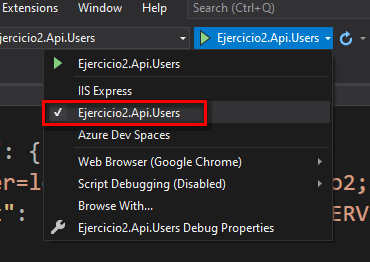 Extensions Window Help Search (Ctrl+Q)
jercicio2.Api.Users Ejercicio2.Api.Users
Ejercicio2.Api.Users
IIS Express
Ejercicio2.Api.Users
Azure Dev Spaces
Web Browser (Google Chrome)
Script Debugging (Disabled)
Browse With...
Ejercicio2.Api.Users Debug Properties
": {
er=l o2;
t": ERV